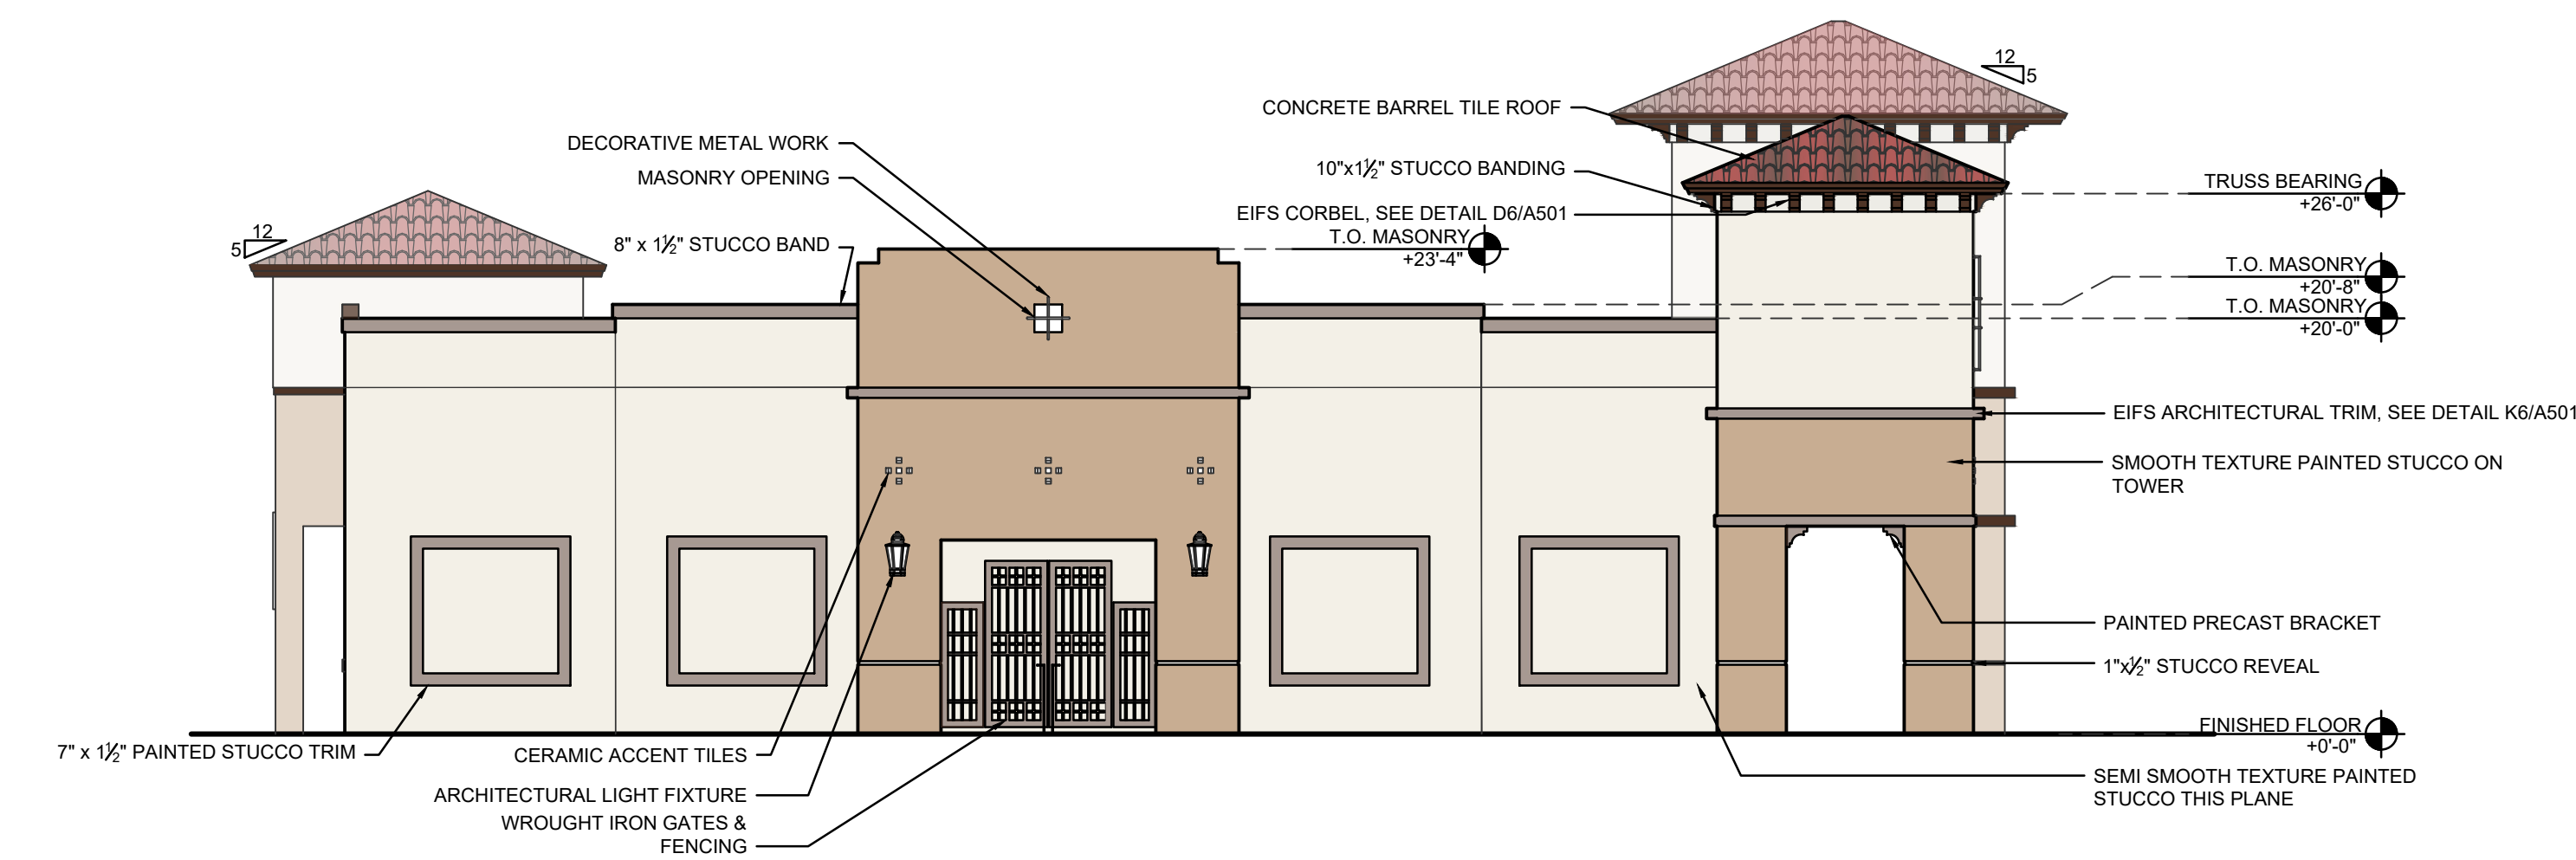 12
5
CONCRETE BARREL TILE ROOF
DECORATIVE METAL WORK
MASONRY OPENING
10"x1½" STUCCO BANDING
TRUSS BEARING
+26'-0"
EIFS CORBEL, SEE DETAIL D6/A501
12
5
8" x 1½" STUCCO BAND
T.O. MASONRY
+23'-4"
T.O. MASONRY
+20'-8"
T.O. MASONRY
+20'-0"
EIFS ARCHITECTURAL TRIM, SEE DETAIL K6/A501
SMOOTH TEXTURE PAINTED STUCCO ON
TOWER
PAINTED PRECAST BRACKET
1"x½" STUCCO REVEAL
FINISHED FLOOR
+0'-0"
7" x 1½" PAINTED STUCCO TRIM
CERAMIC ACCENT TILES
ARCHITECTURAL LIGHT FIXTURE
WROUGHT IRON GATES &
FENCING
SEMI SMOOTH TEXTURE PAINTED
STUCCO THIS PLANE